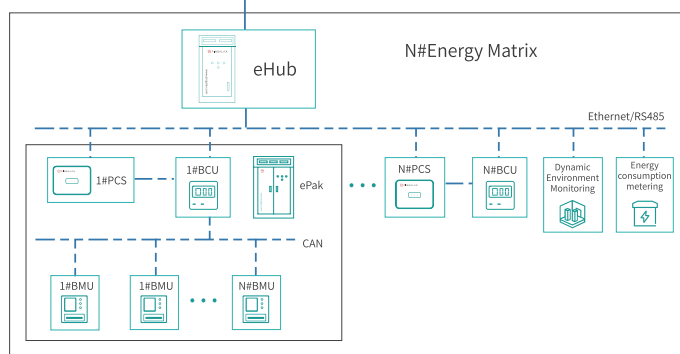 N#Energy Matrix
eHub
Ethernet/RS485
1#PCS
1#BCU
ePak
N#PCS
N#BCU
Dynamic
Environment
Monitoring
Energy
consumption
metering
CAN
1#BMU
1#BMU
N#BMU